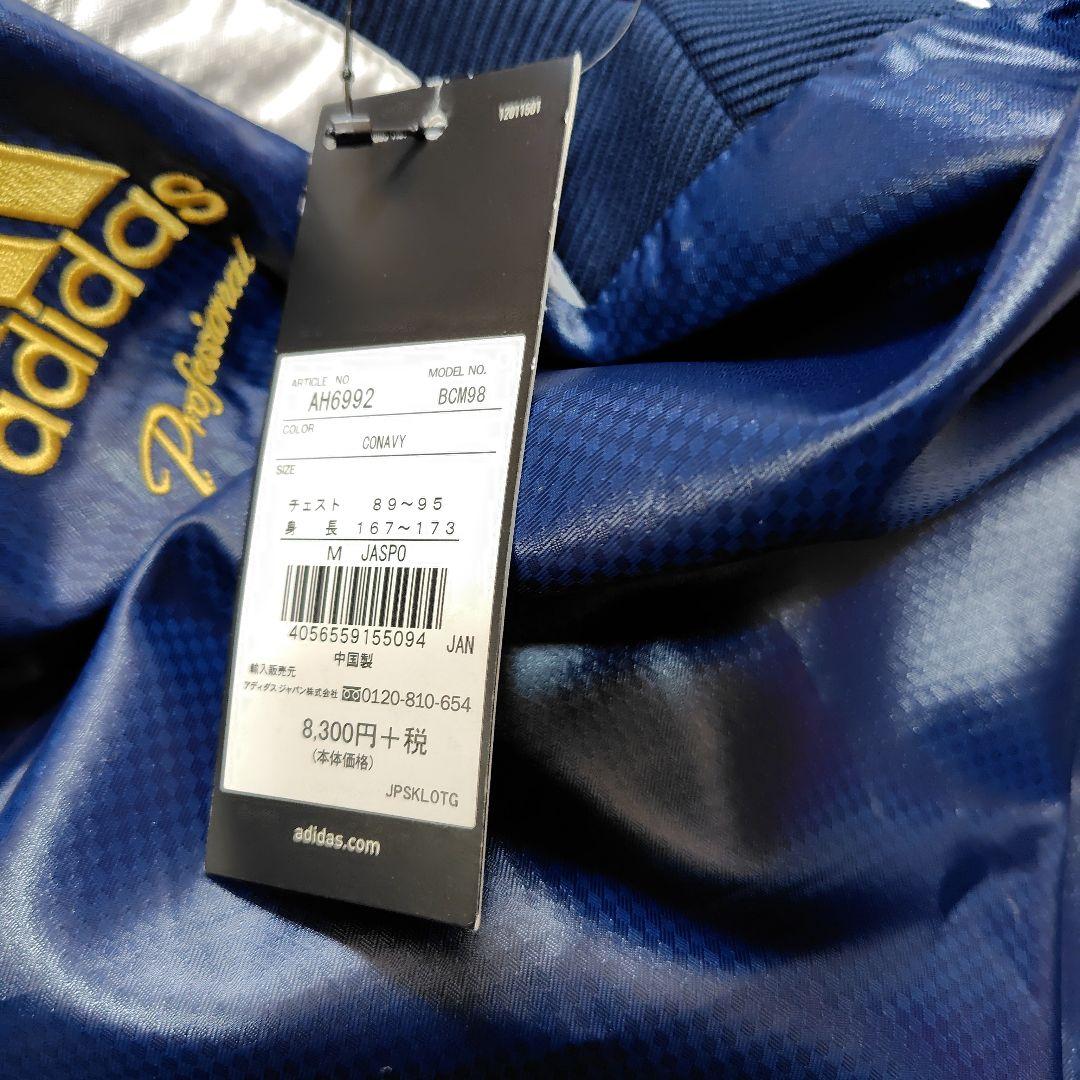 12011601
adidas
Professional
ARTICLE NO. MODEL NO.
AH6992 BCM98
COLOR
CONAVY
SIZE
チェスト 89～95
身 長 167～173
M JASPO
4056559155094 JAN
中国製
輸入販売元
アディダス ジャパン株式会社 0120-810-654
8,300円+税
(本体価格)
JPSKLOTG
adidas.com